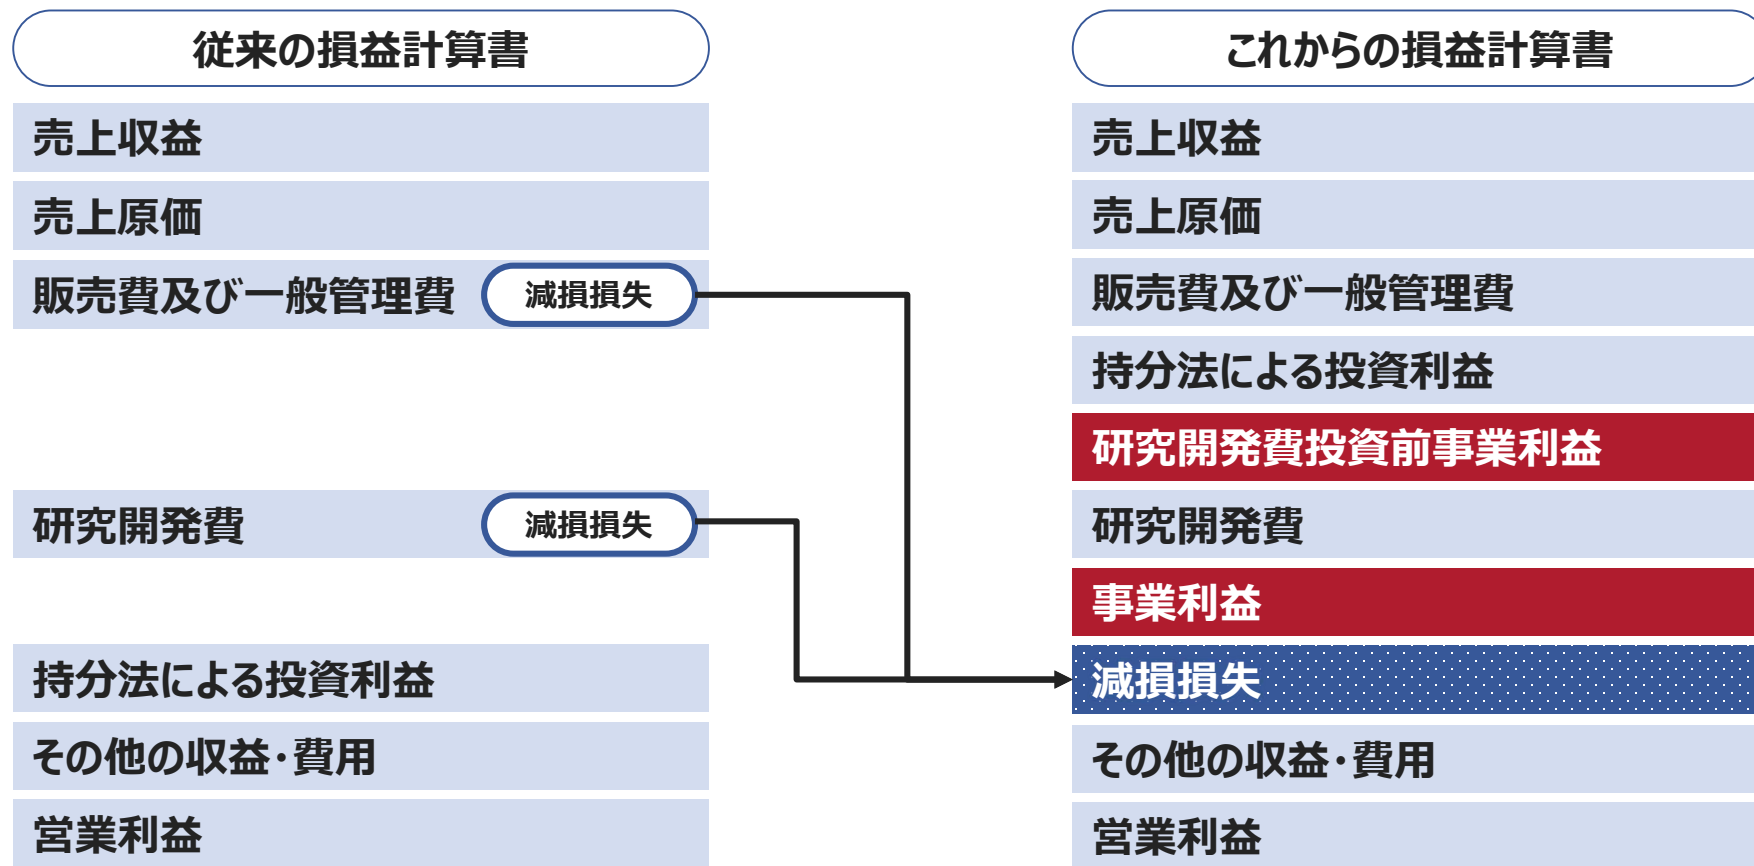 従来の損益計算書
売上収益
売上原価
販売費及び一般管理費 減損損失
研究開発費 減損損失
持分法による投資利益
その他の収益・費用
営業利益
これからの損益計算書
売上収益
売上原価
販売費及び一般管理費
持分法による投資利益
研究開発費投資前事業利益
研究開発費
事業利益
減損損失
その他の収益・費用
営業利益